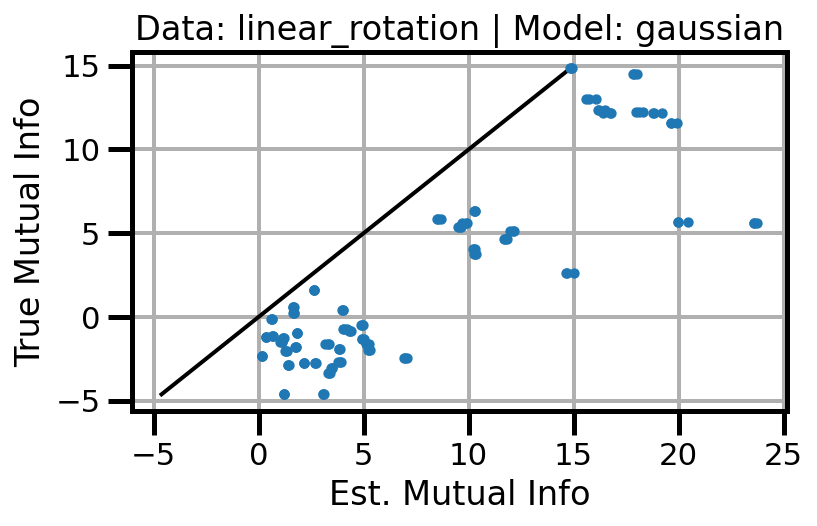 Data: linear_rotation | Model: gaussian
True Mutual Info
15
10
5
0
−5
−5 0 5 10 15 20 25
Est. Mutual Info